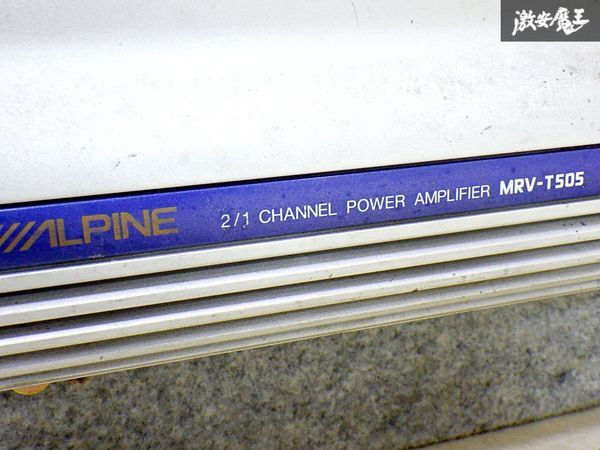 激安魔王
ALPINE 2/1 CHANNEL POWER AMPLIFIER MRV-T505